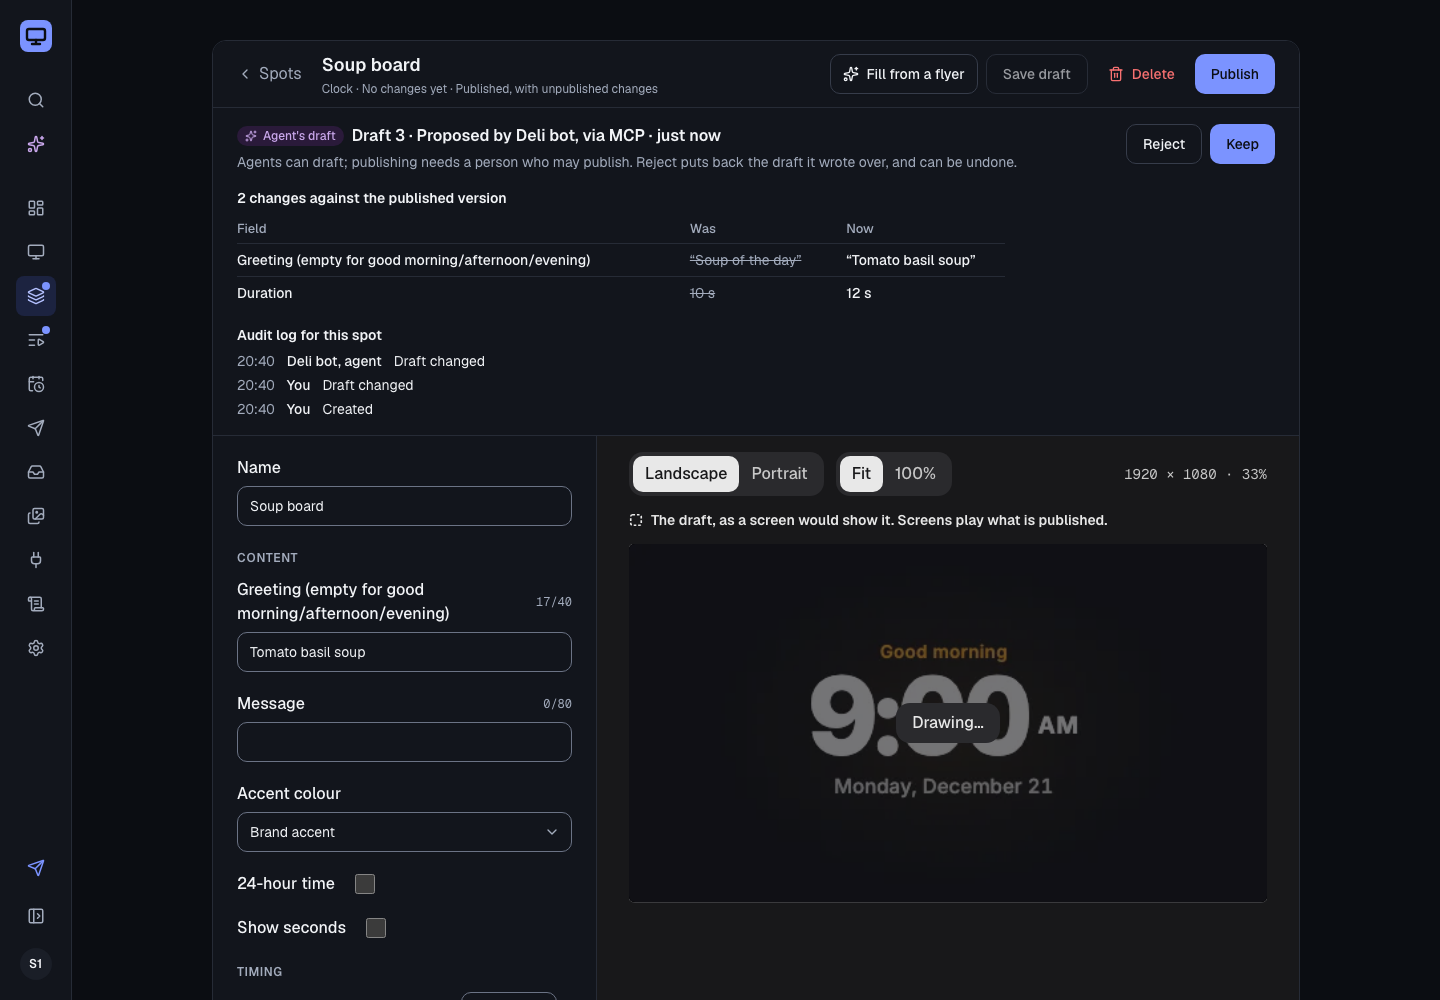 Spots
Soup board
Clock · No changes yet · Published, with unpublished changes
Fill from a flyer
Save draft
Delete
Publish
Agent's draft
Draft 3 · Proposed by Deli bot, via MCP · just now
Agents can draft; publishing needs a person who may publish. Reject puts back the draft it wrote over, and can be undone.
Reject
Keep
2 changes against the published version
Field Was Now
Greeting (empty for good morning/afternoon/evening) “Soup of the day” “Tomato basil soup”
Duration 10 s 12 s
Audit log for this spot
20:40 Deli bot, agent Draft changed
20:40 You Draft changed
20:40 You Created
Name
Soup board
CONTENT
Greeting (empty for good
morning/afternoon/evening)
17/40
Tomato basil soup
Message
0/80
Accent colour
Brand accent
24-hour time
Show seconds
TIMING
Landscape
Portrait
Fit
100%
1920 × 1080 · 33%
The draft, as a screen would show it. Screens play what is published.
Good morning
9:00 AM
Drawing…
Monday, December 21
S1